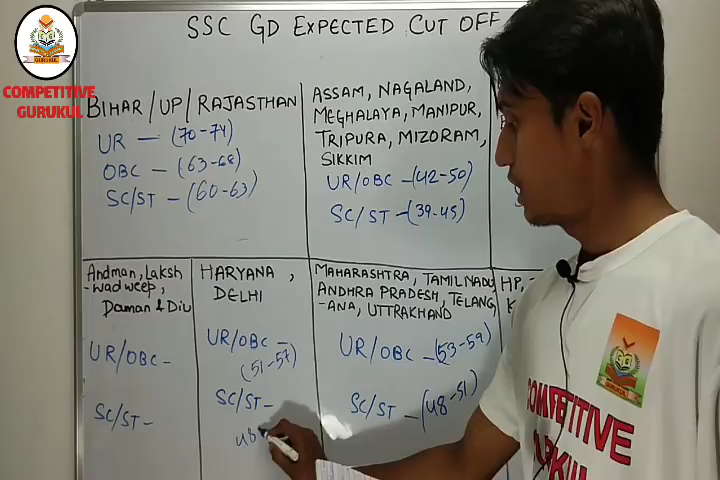 SSC GD EXPECTED CUT OFF
GURUKUL
COMPETITIVE
GURUKUL
BIHAR/UP/RAJASTHAN
UR — (70-74)
OBC — (63-68)
SC/ST — (60-63)
ASSAM, NAGALAND,
MEGHALAYA, MANIPUR,
TRIPURA, MIZORAM,
SIKKIM
UR/OBC -(42-50)
SC/ST -(39-45)
Andman, Laksh
-wadweep,
Daman & Diu
UR/OBC -
SC/ST -
HARYANA,
DELHI
UR/OBC -
(51-57)
SC/ST -
48
MAHARASHTRA, TAMILNADU,
ANDHRA PRADESH, TELANG
-ANA, UTTRAKHAND
UR/OBC -(53-59)
SC/ST -(48-51)
HP,
GURUKUL
COMPETITIVE